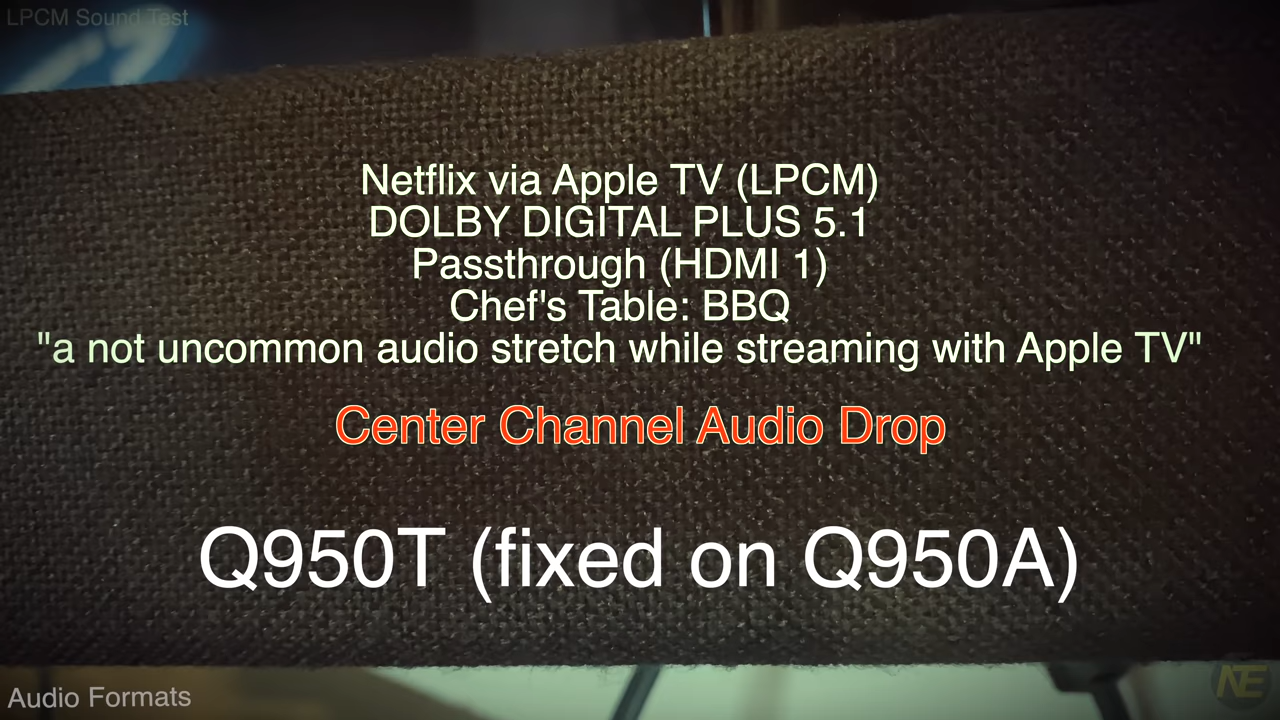 LPCM Sound Test
Netflix via Apple TV (LPCM)
DOLBY DIGITAL PLUS 5.1
Passthrough (HDMI 1)
Chef's Table: BBQ
"a not uncommon audio stretch while streaming with Apple TV"
Center Channel Audio Drop
Q950T (fixed on Q950A)
Audio Formats
NE